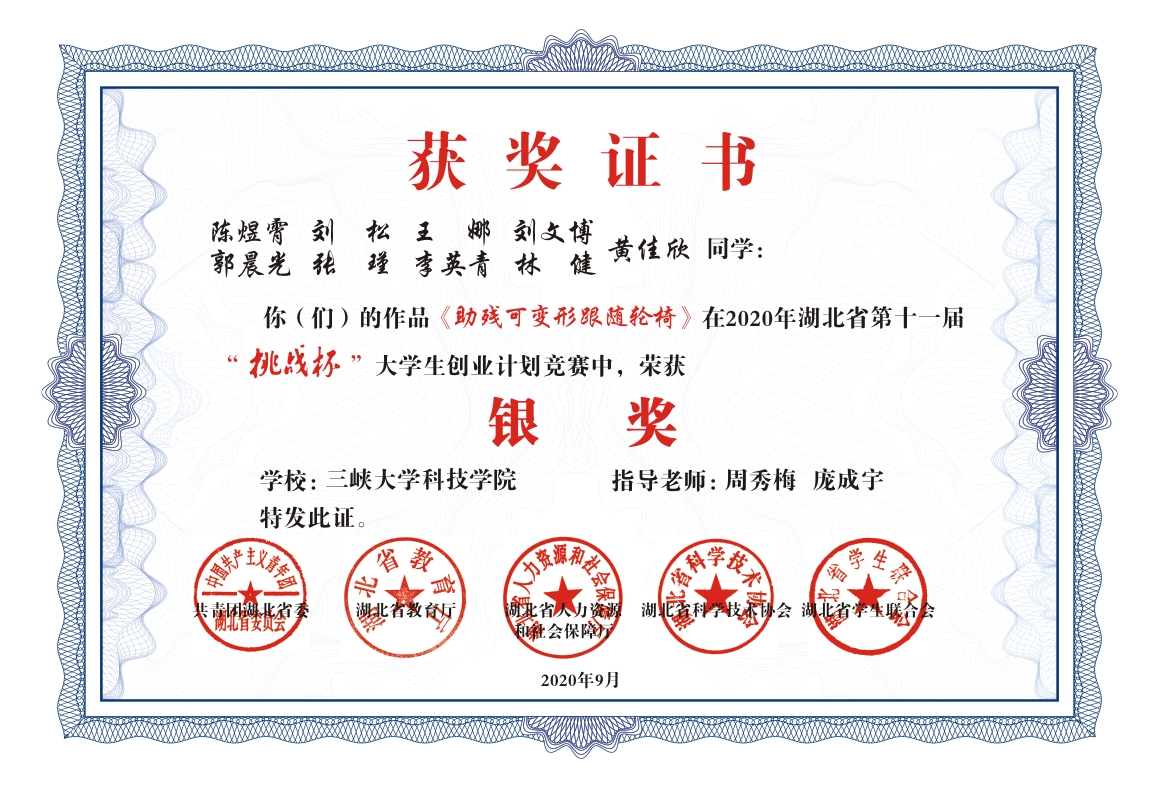 获奖证书
陈煜霄 刘松 王娜 刘文博
郭晨光 张瑾 李英青 林健
黄佳欣 同学：
你（们）的作品《助残可变形跟随轮椅》在2020年湖北省第十一届
“挑战杯”大学生创业计划竞赛中，荣获
银奖
学校：三峡大学科技学院 指导老师：周秀梅 庞成宇
特发此证。
中国共产主义青年团
湖北省委员会
湖北省教育厅
湖北省人力资源和社会保障厅
湖北省科学技术协会
湖北省学生联合会
共青团湖北省委 湖北省教育厅 湖北省人力资源 湖北省科学技术协会 湖北省学生联合会
和社会保障厅
2020年9月